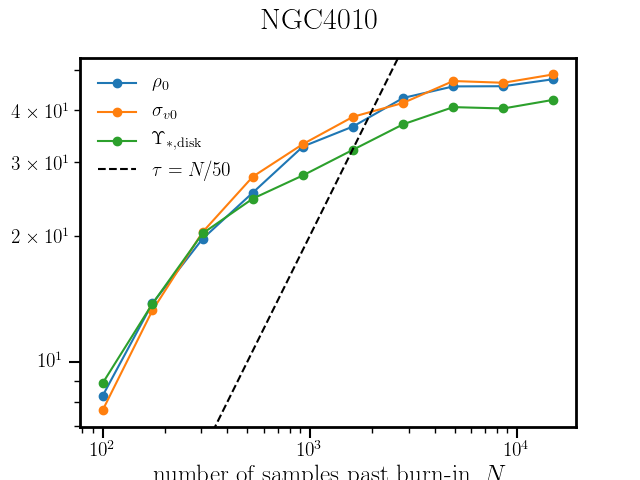 NGC4010
ρ₀
σᵥ₀
Υ∗,disk
τ = N/50
4 × 10¹
3 × 10¹
2 × 10¹
10¹
10² 10³ 10⁴
number of samples past burn-in, N